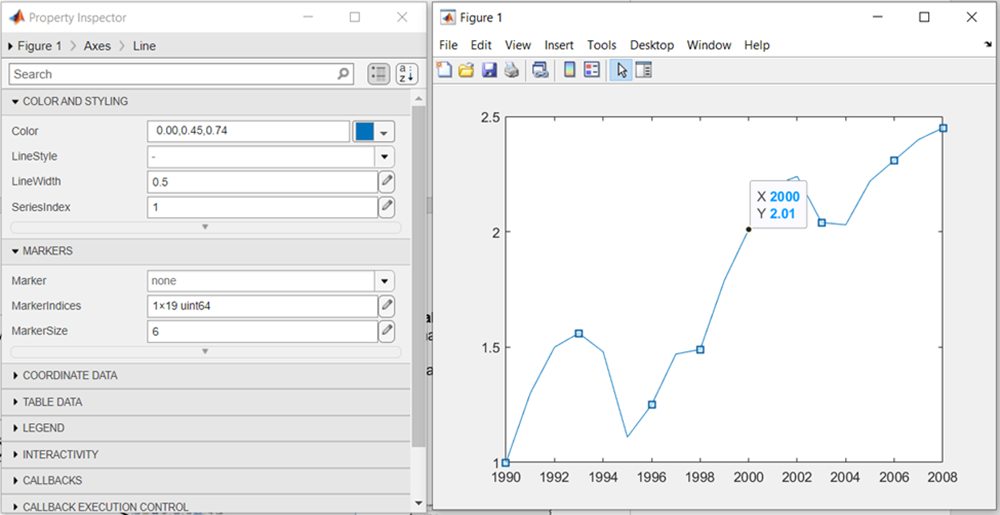 Property Inspector
Figure 1 Axes Line
Search
COLOR AND STYLING
Color 0.00,0.45,0.74
LineStyle -
LineWidth 0.5
SeriesIndex 1
MARKERS
Marker none
MarkerIndices 1×19 uint64
MarkerSize 6
COORDINATE DATA
TABLE DATA
LEGEND
INTERACTIVITY
CALLBACKS
CALLBACK EXECUTION CONTROL
Figure 1
File Edit View Insert Tools Desktop Window Help
2.5
X 2000
Y 2.01
2
1.5
1
1990 1992 1994 1996 1998 2000 2002 2004 2006 2008